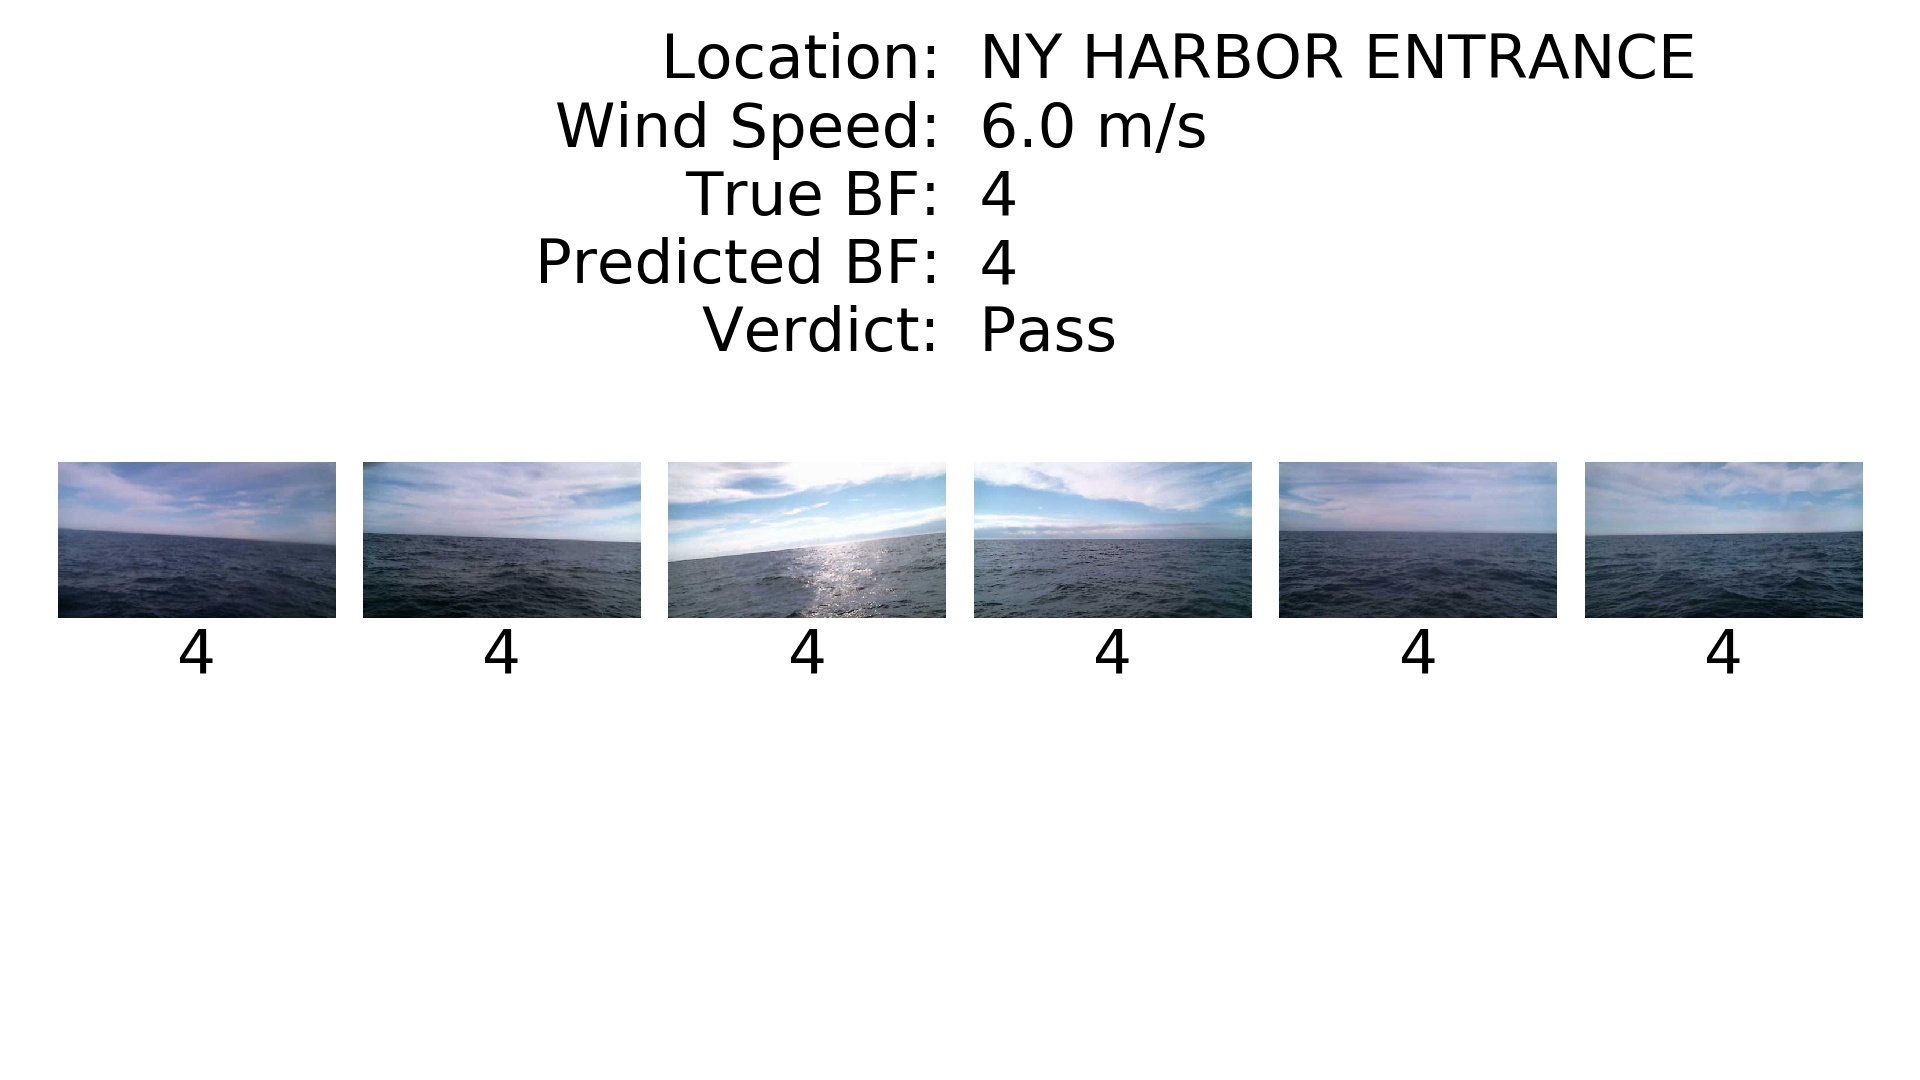 Location: NY HARBOR ENTRANCE
Wind Speed: 6.0 m/s
True BF: 4
Predicted BF: 4
Verdict: Pass
4 4 4 4 4 4